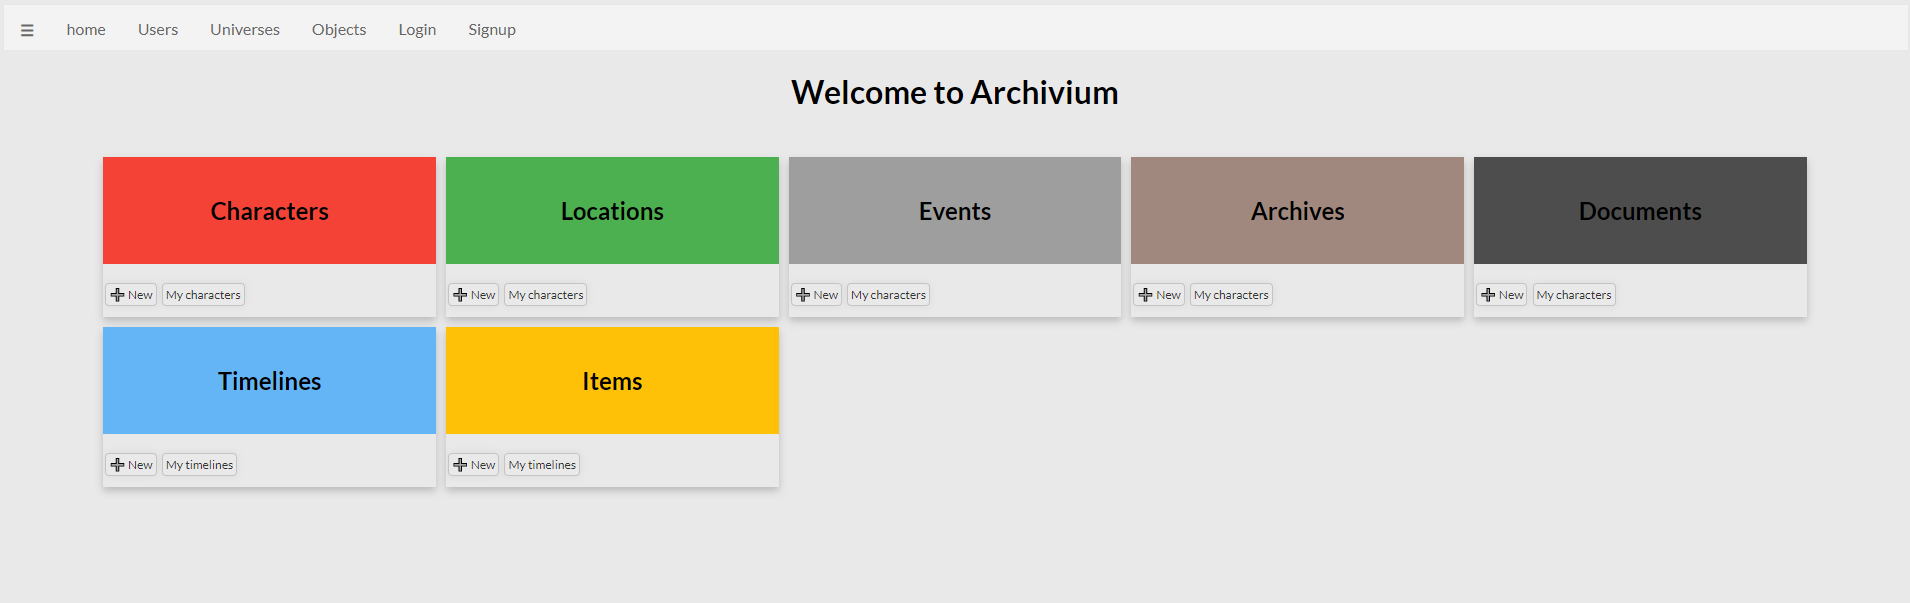 ☰ home Users Universes Objects Login Signup
Welcome to Archivium
Characters Locations Events Archives Documents
New My characters New My characters New My characters New My characters New My characters
Timelines Items
New My timelines New My timelines